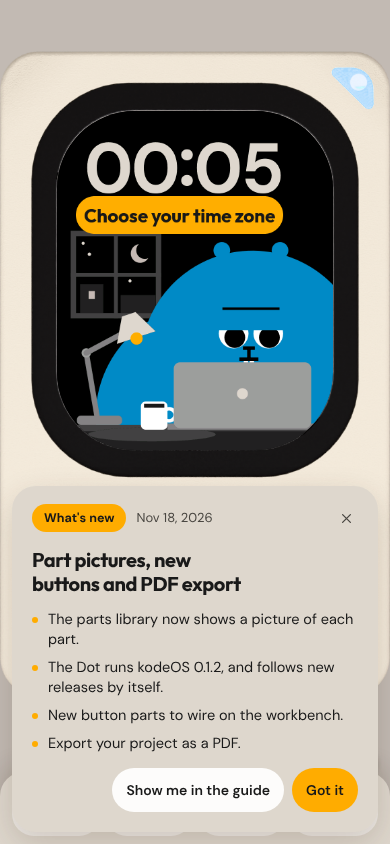 00:05
Choose your time zone
What's new
Nov 18, 2026
Part pictures, new
buttons and PDF export
The parts library now shows a picture of each
part.
The Dot runs kodeOS 0.1.2, and follows new
releases by itself.
New button parts to wire on the workbench.
Export your project as a PDF.
Show me in the guide
Got it